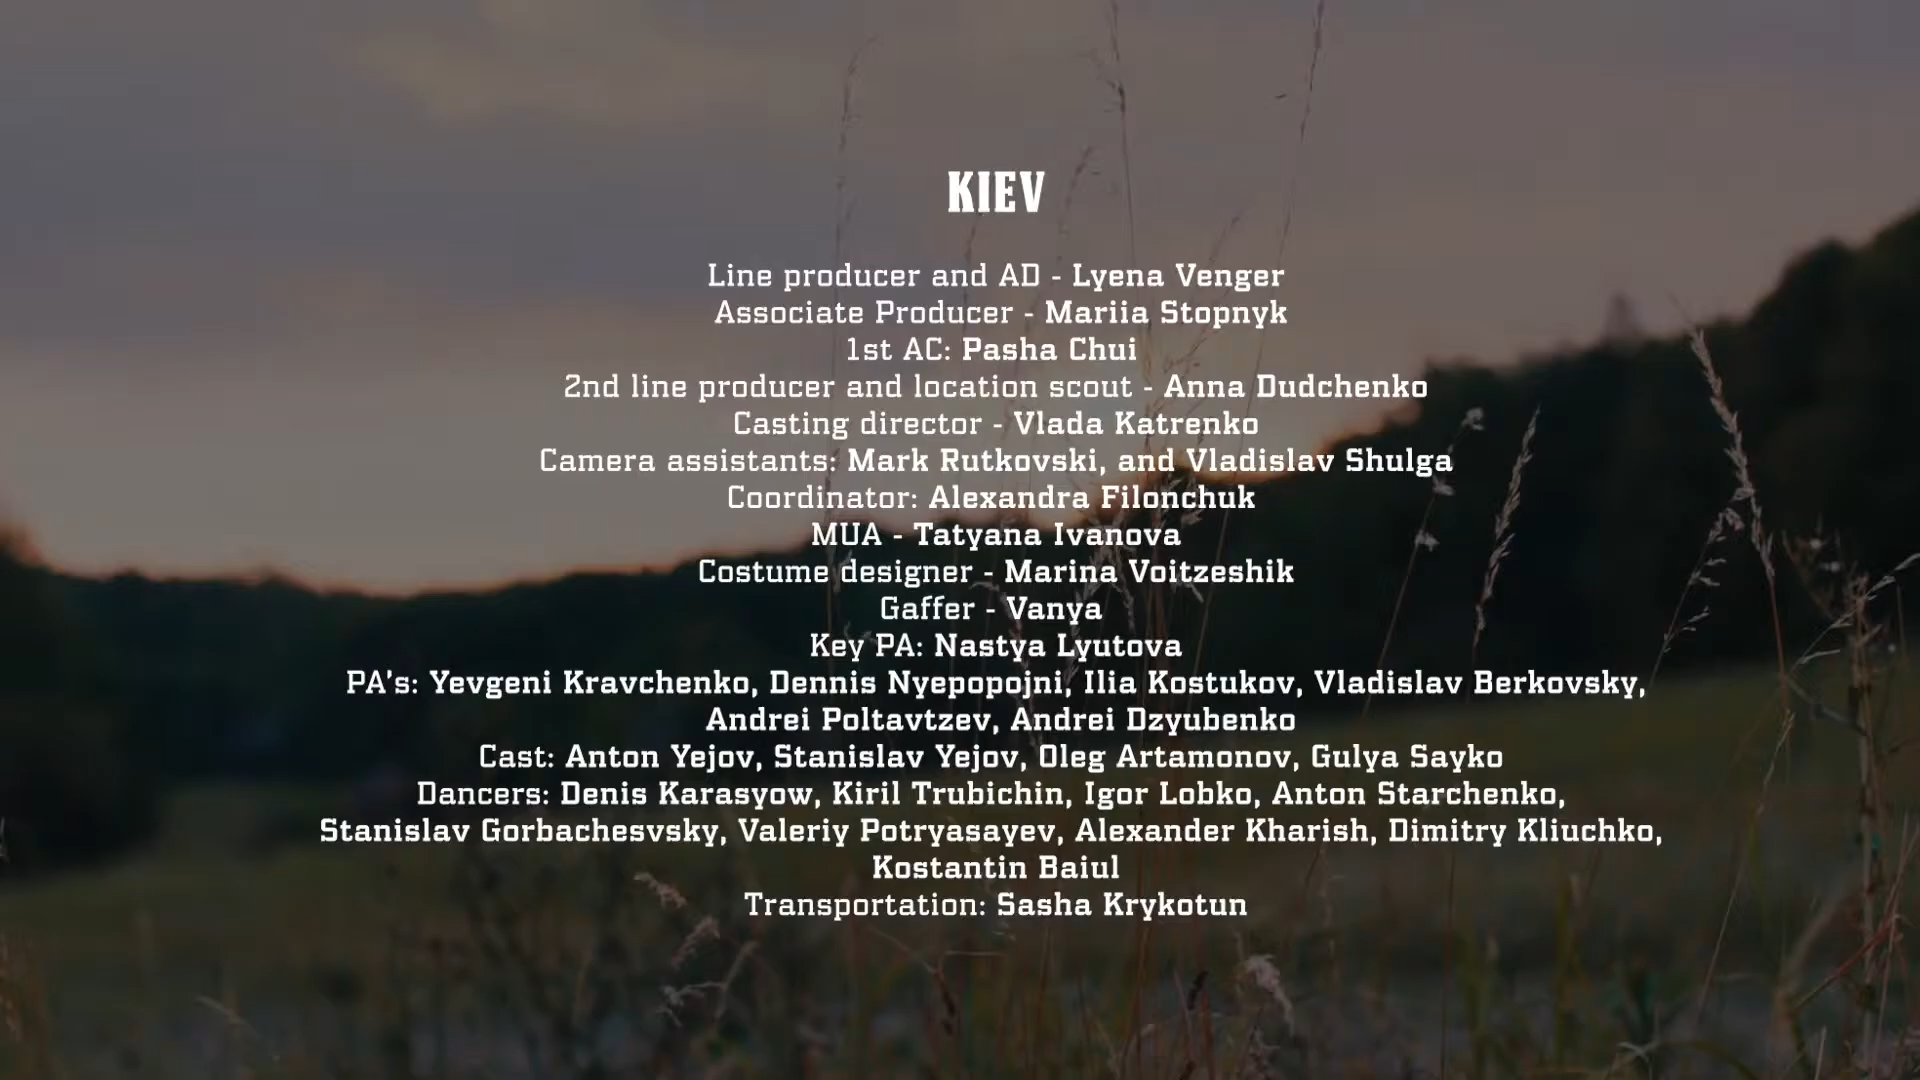 KIEV
Line producer and AD - Lyena Venger
Associate Producer - Mariia Stopnyk
1st AC: Pasha Chui
2nd line producer and location scout - Anna Dudchenko
Casting director - Vlada Katrenko
Camera assistants: Mark Rutkovski, and Vladislav Shulga
Coordinator: Alexandra Filonchuk
MUA - Tatyana Ivanova
Costume designer - Marina Voitzeshik
Gaffer - Vanya
Key PA: Nastya Lyutova
PA's: Yevgeni Kravchenko, Dennis Nyepopojni, Ilia Kostukov, Vladislav Berkovsky,
Andrei Poltavtzev, Andrei Dzyubenko
Cast: Anton Yejov, Stanislav Yejov, Oleg Artamonov, Gulya Sayko
Dancers: Denis Karasyow, Kiril Trubichin, Igor Lobko, Anton Starchenko,
Stanislav Gorbachesvsky, Valeriy Potryasayev, Alexander Kharish, Dimitry Kliuchko,
Kostantin Baiul
Transportation: Sasha Krykotun